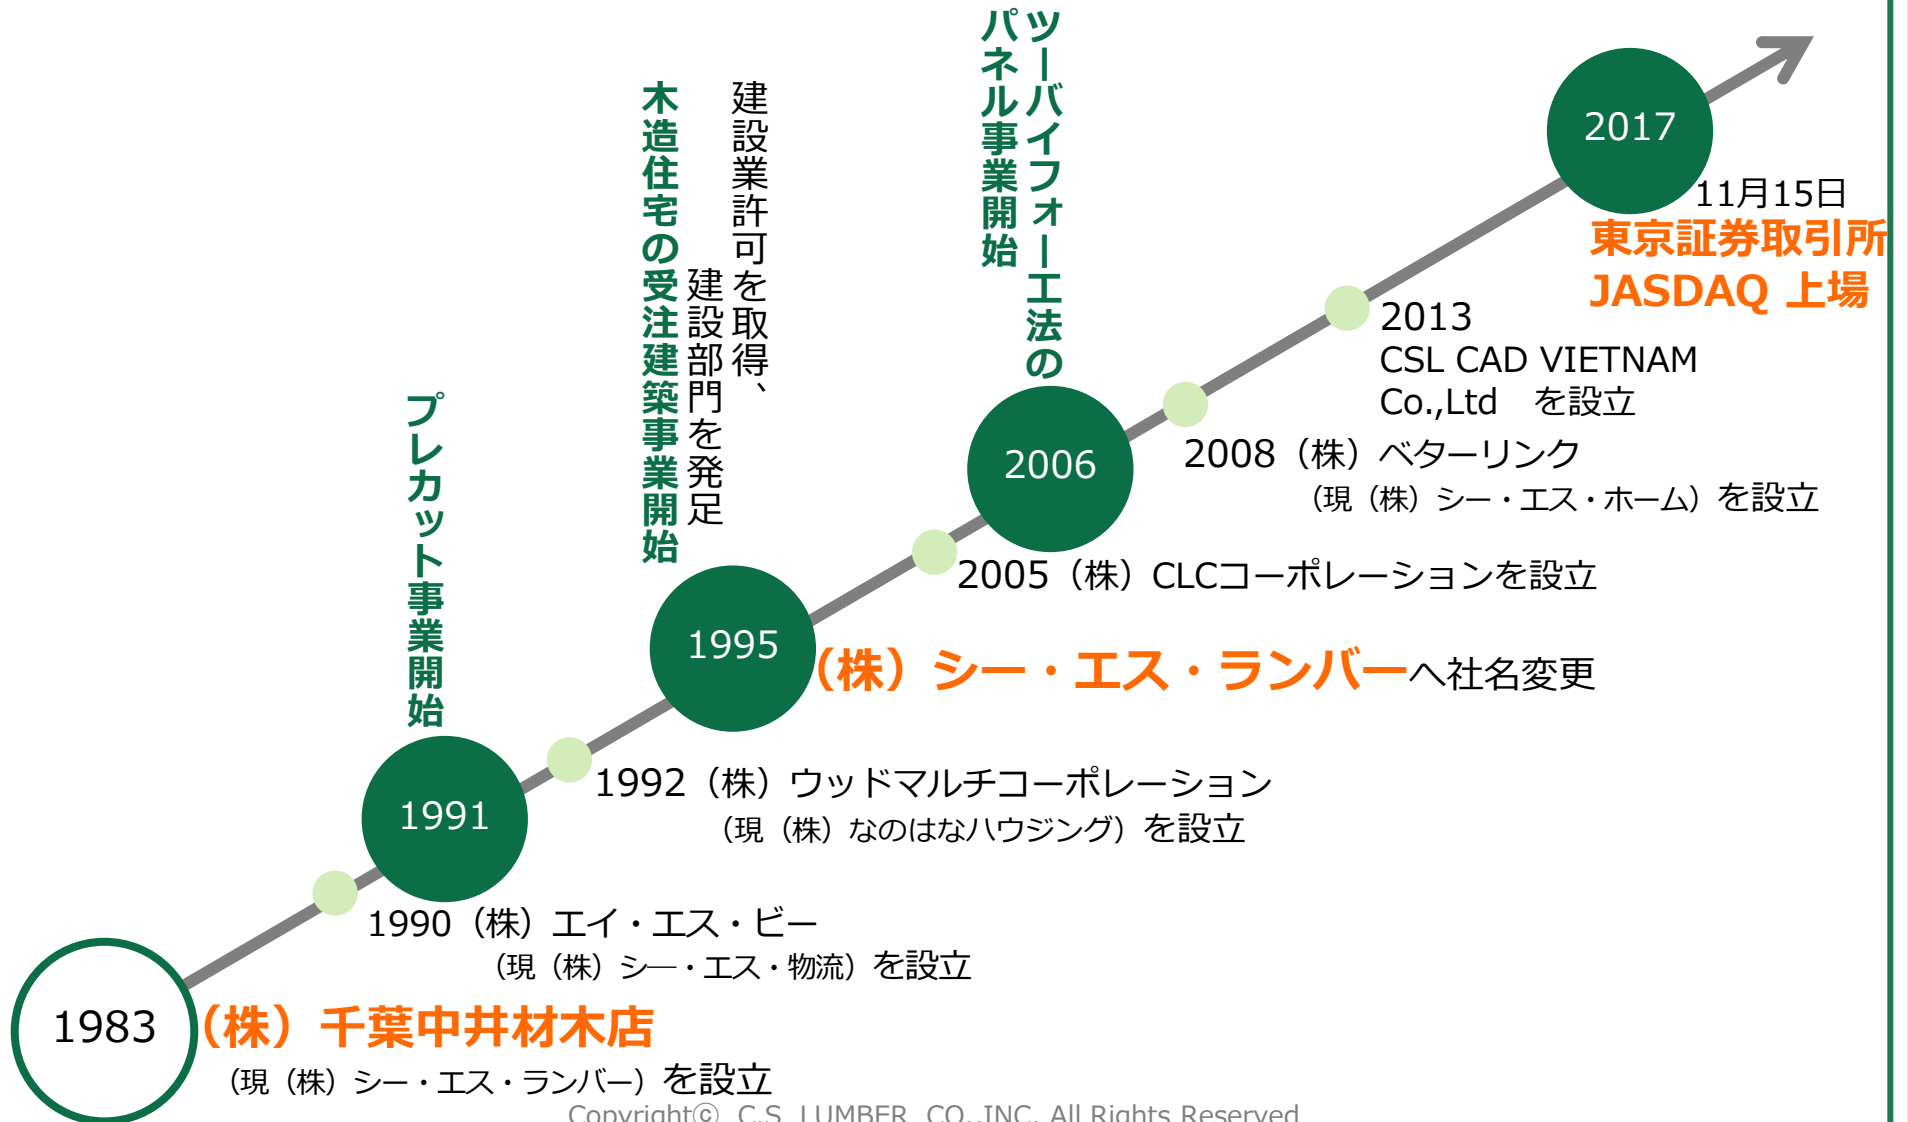 ツーバイフォー工法の
パネル事業開始
2017
11月15日
東京証券取引所
JASDAQ 上場
建設業許可を取得、
建設部門を発足
木造住宅の受注建築事業開始
2013
CSL CAD VIETNAM
Co.,Ltd　を設立
2006
2008（株）ベターリンク
（現（株）シー・エス・ホーム）を設立
プレカット事業開始
2005（株）CLCコーポレーションを設立
1995
（株）シー・エス・ランバーへ社名変更
1992（株）ウッドマルチコーポレーション
（現（株）なのはなハウジング）を設立
1991
1990（株）エイ・エス・ビー
（現（株）シ―・エス・物流）を設立
1983
（株）千葉中井材木店
（現（株）シー・エス・ランバー）を設立
Copyrightⓒ C.S. LUMBER CO.,INC. All Rights Reserved